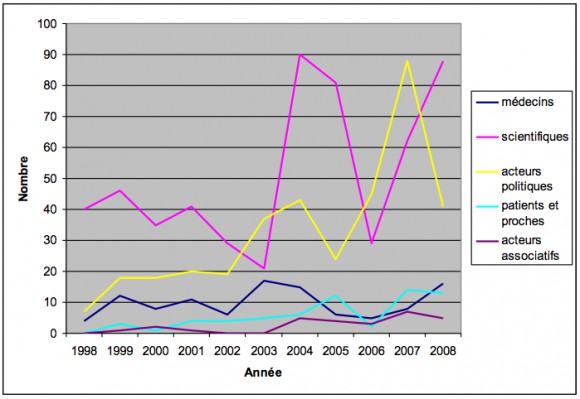 100
90
80
70
60
50
40
30
20
10
0
Nombre
1998 1999 2000 2001 2002 2003 2004 2005 2006 2007 2008
Année
médecins
scientifiques
acteurs
politiques
patients et
proches
acteurs
associatifs